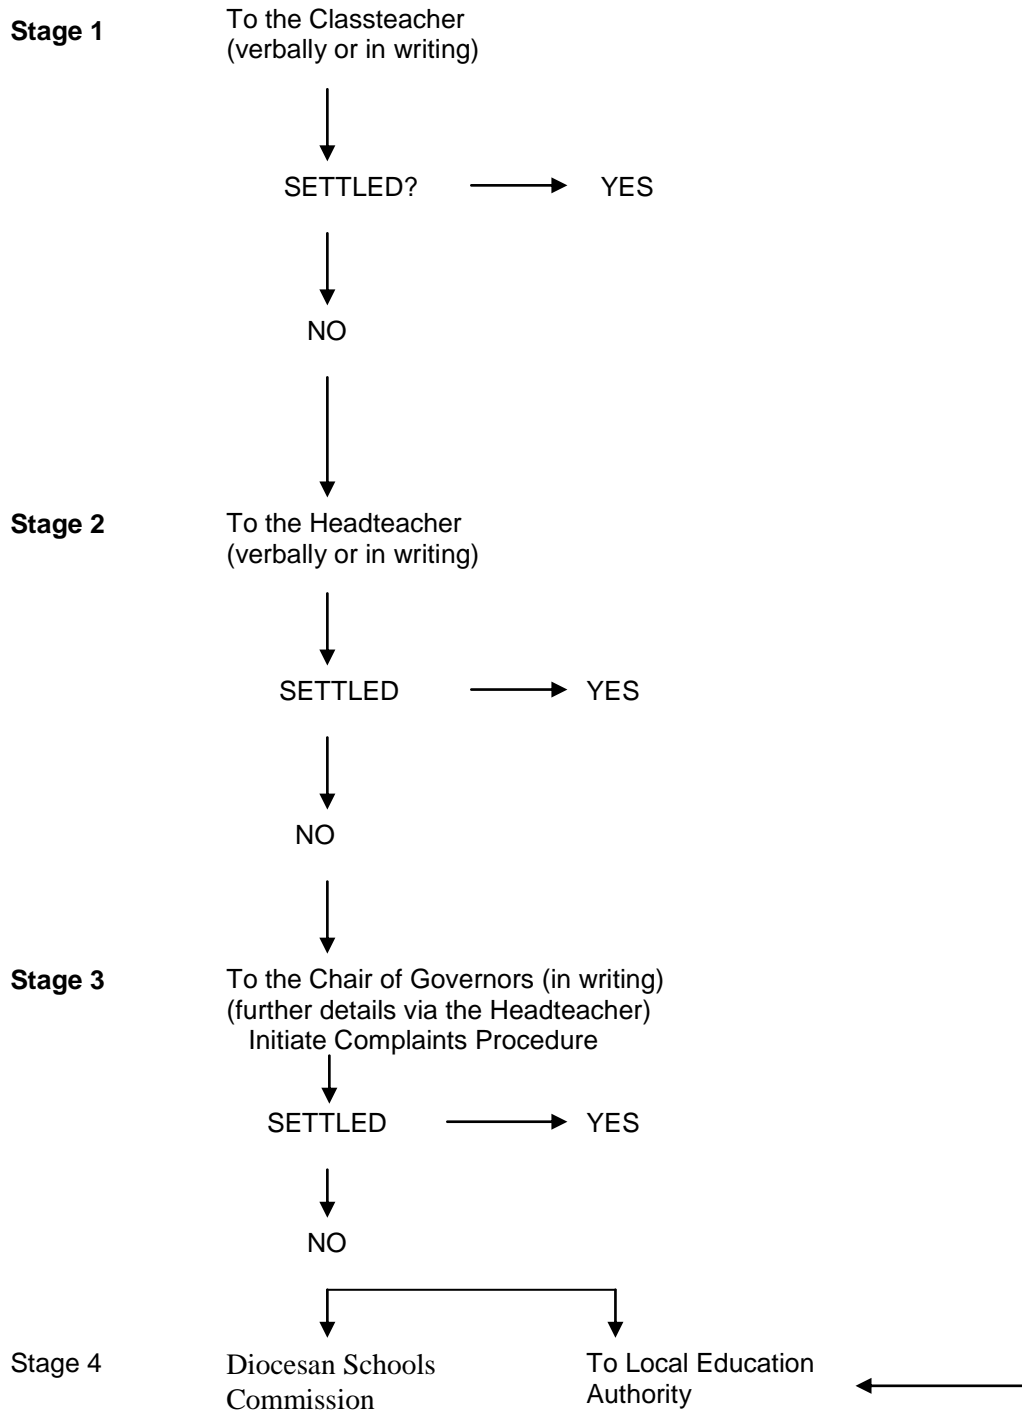 Stage 1
To the Classteacher
(verbally or in writing)
SETTLED?
YES
NO
Stage 2
To the Headteacher
(verbally or in writing)
SETTLED
YES
NO
Stage 3
To the Chair of Governors (in writing)
(further details via the Headteacher)
Initiate Complaints Procedure
SETTLED
YES
NO
Stage 4
Diocesan Schools
Commission
To Local Education
Authority